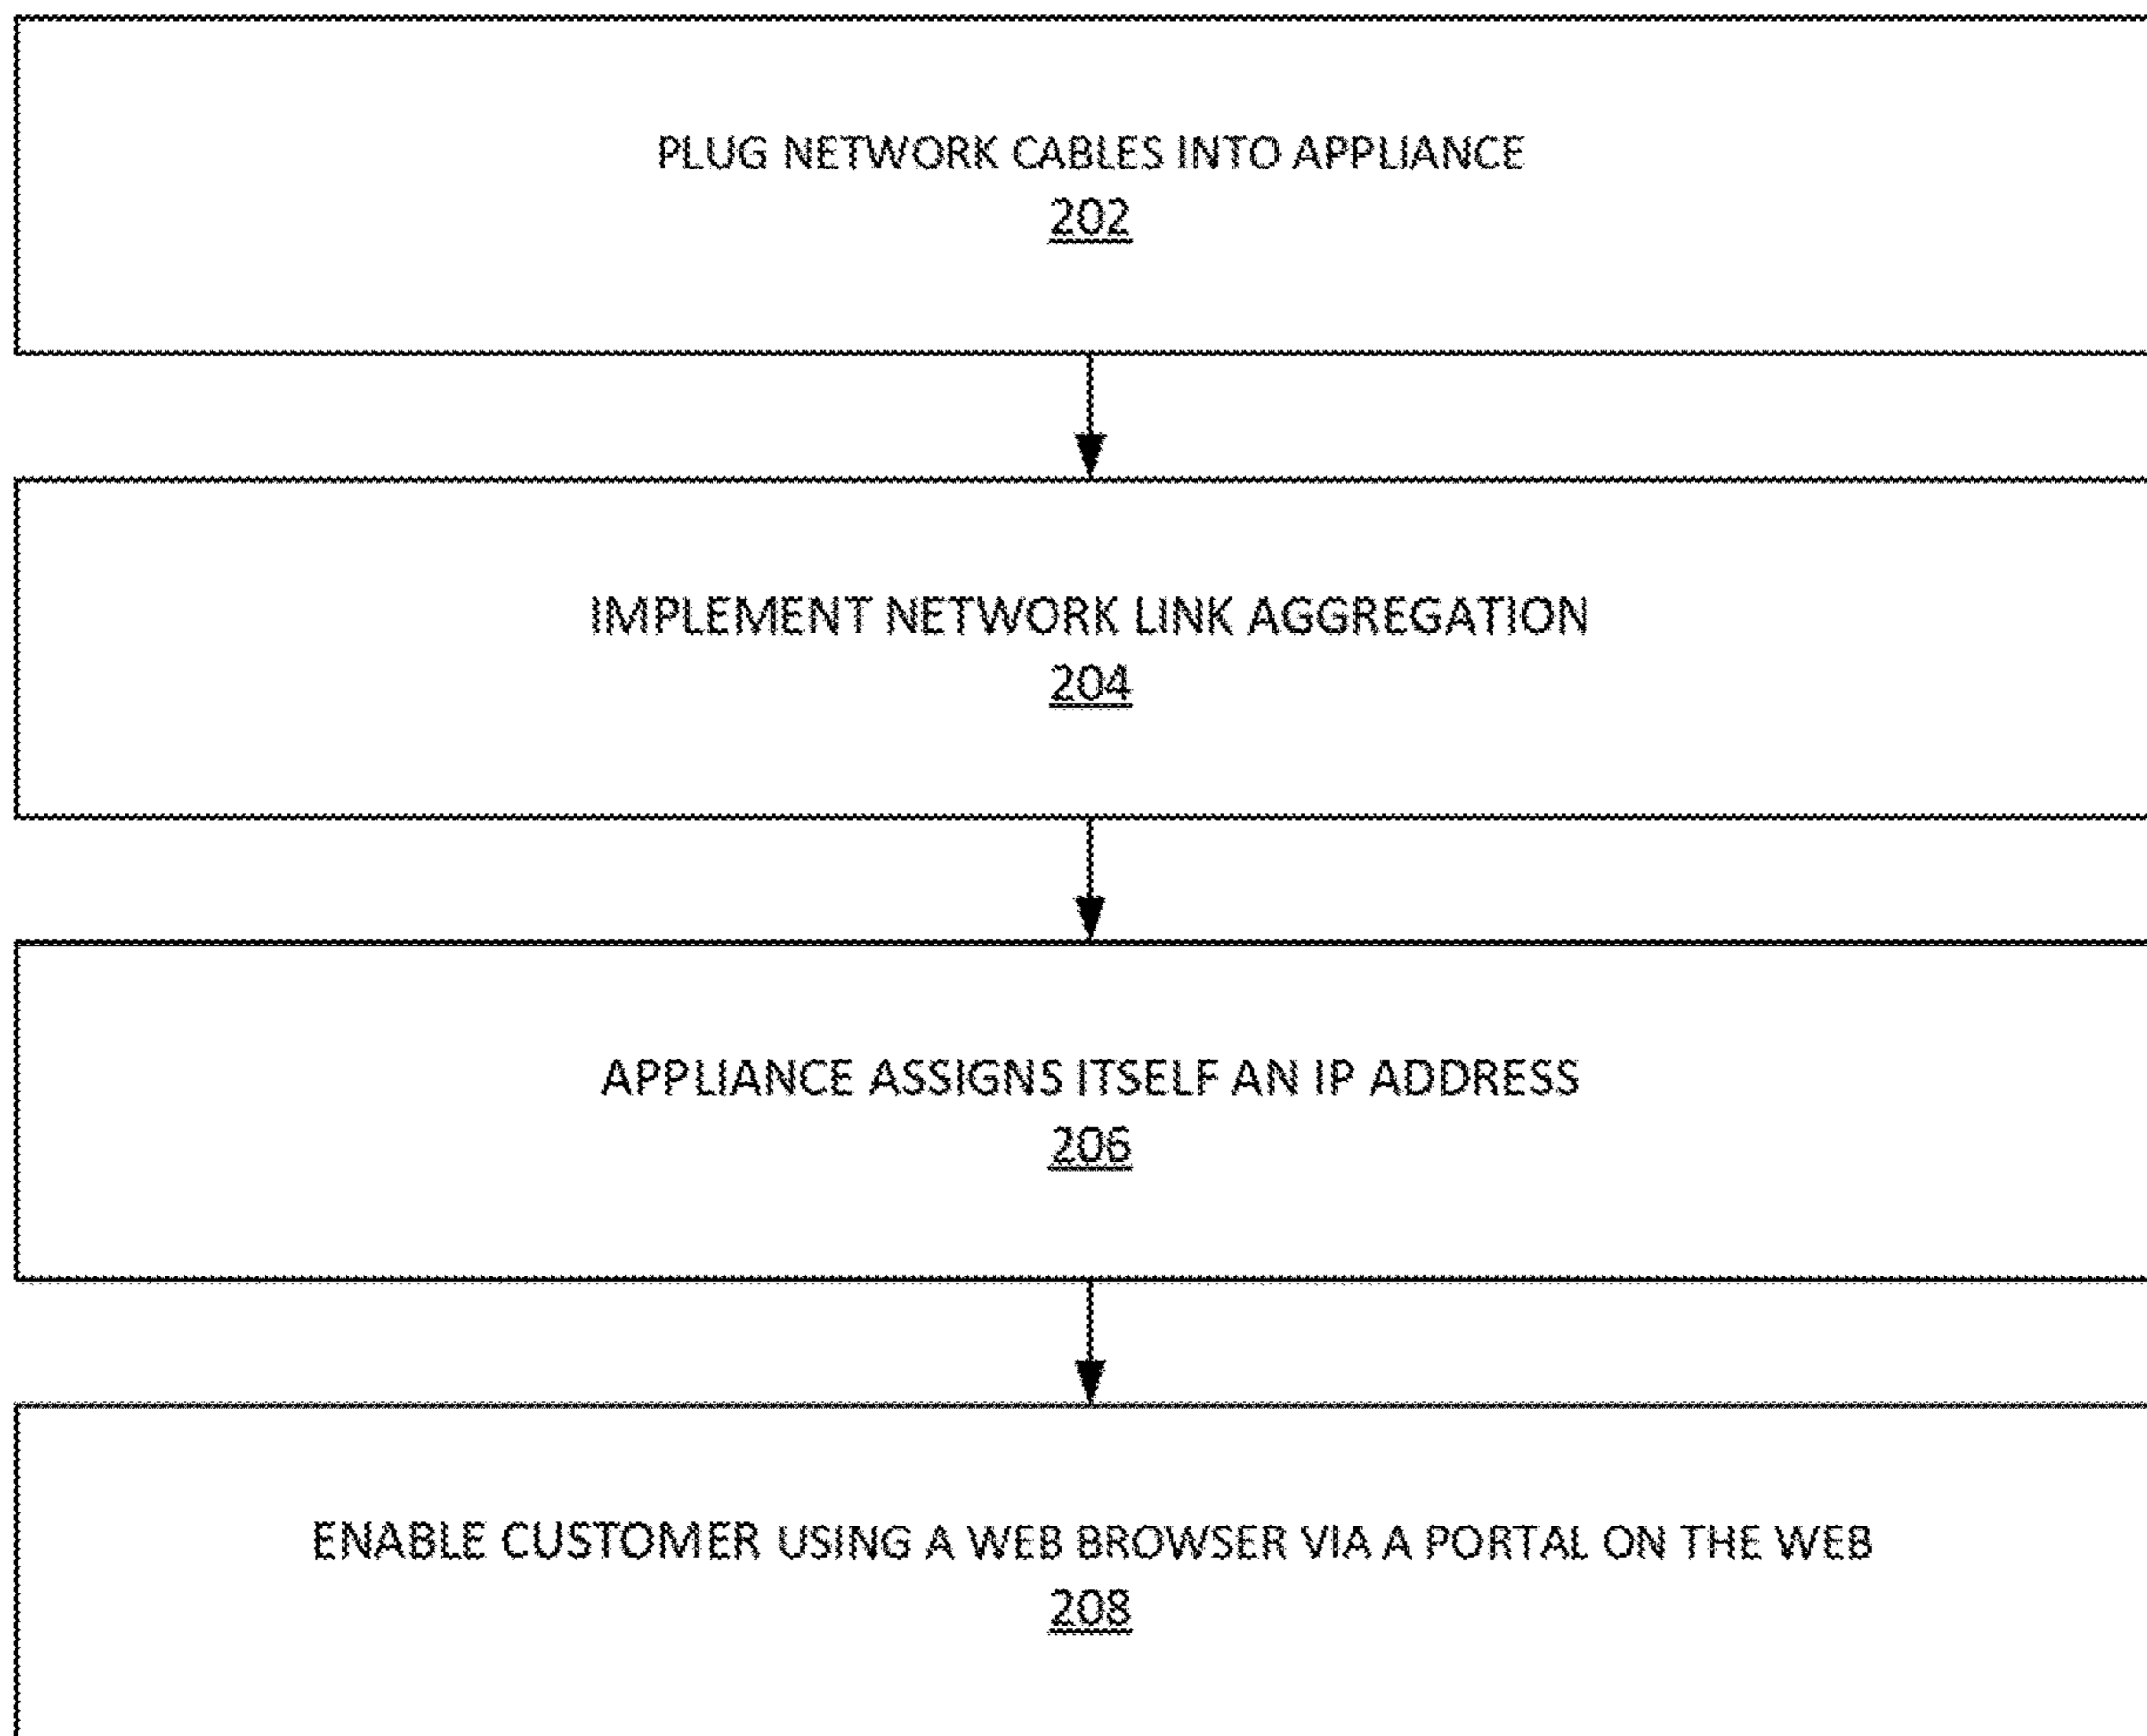 PLUG NETWORK CABLES INTO APPLIANCE
202
IMPLEMENT NETWORK LINK AGGREGATION
204
APPLIANCE ASSIGNS ITSELF AN IP ADDRESS
206
ENABLE CUSTOMER USING A WEB BROWSER VIA A PORTAL ON THE WEB
208